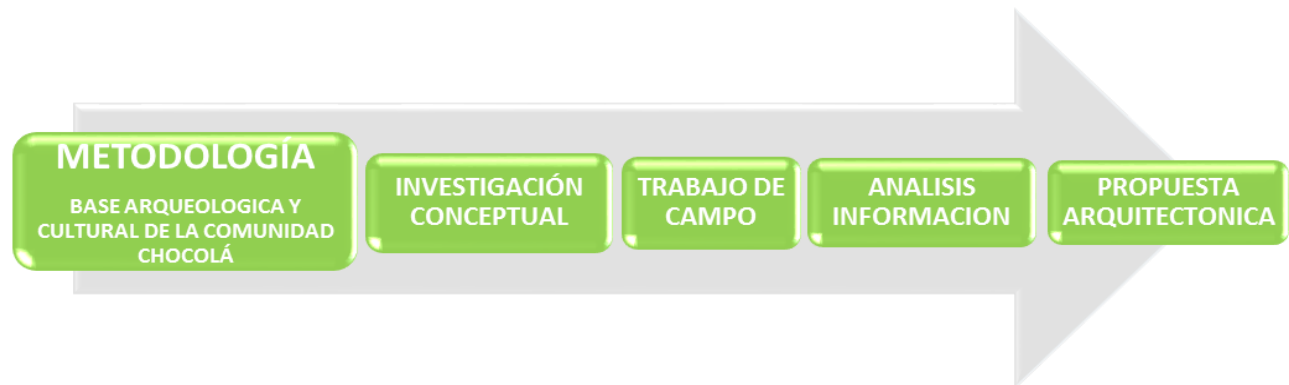 METODOLOGÍA
BASE ARQUEOLOGICA Y
CULTURAL DE LA COMUNIDAD
CHOCOLÁ
INVESTIGACIÓN
CONCEPTUAL
TRABAJO DE
CAMPO
ANALISIS
INFORMACION
PROPUESTA
ARQUITECTONICA